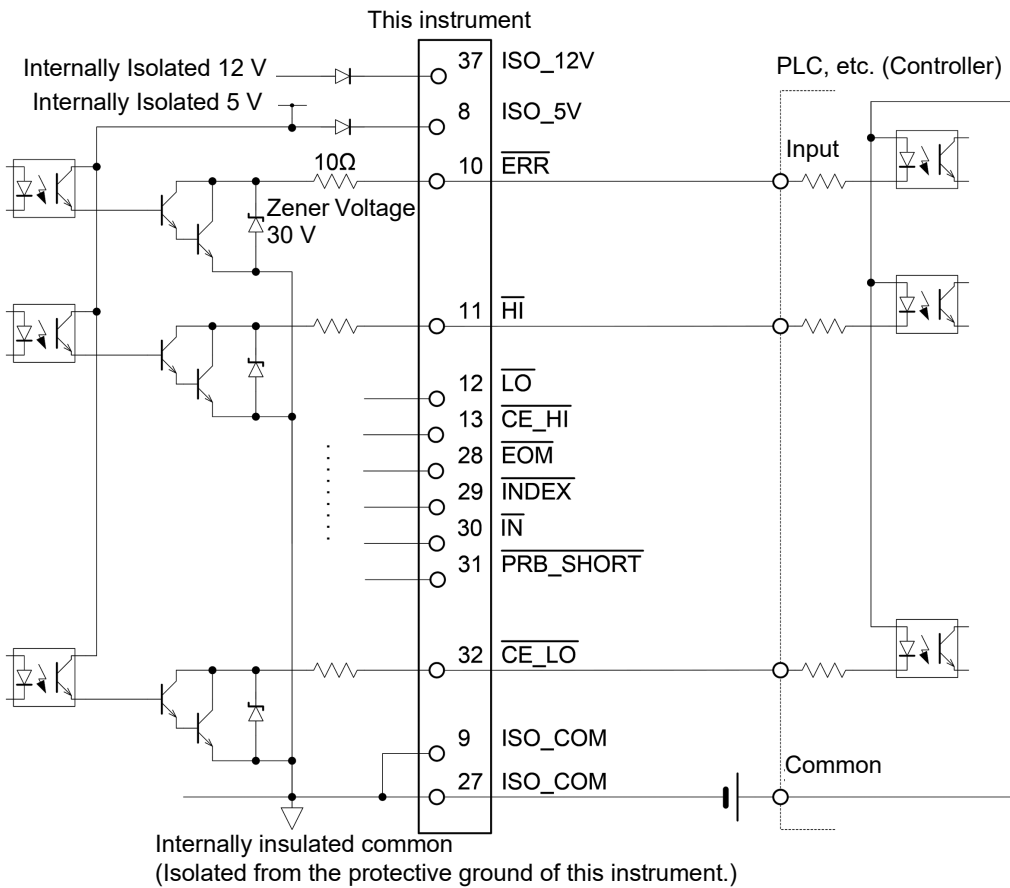 This instrument
Internally Isolated 12 V
37 ISO_12V
PLC, etc. (Controller)
Internally Isolated 5 V
8 ISO_5V
10Ω
10 ERR
Input
Zener Voltage
30 V
11 HI
12 LO
13 CE_HI
28 EOM
29 INDEX
30 IN
31 PRB_SHORT
32 CE_LO
9 ISO_COM
27 ISO_COM
Common
Internally insulated common
(Isolated from the protective ground of this instrument.)